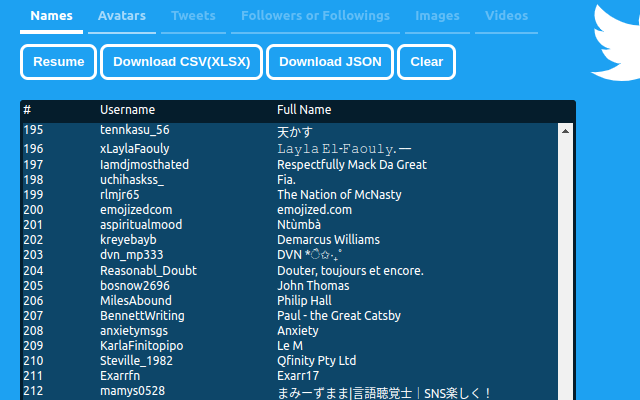 Names Avatars Tweets Followers or Followings Images Videos
Resume Download CSV(XLSX) Download JSON Clear
# Username Full Name
195 tennkasu_56 天かす
196 xLaylaFaouly 𝙻𝚊𝚢𝚕𝚊 𝙴𝚕-𝙵𝚊𝚘𝚞𝚕𝚢. —
197 Iamdjmosthated Respectfully Mack Da Great
198 uchihaskss_ Fia.
199 rlmjr65 The Nation of McNasty
200 emojizedcom emojized.com
201 aspiritualmood Ntùmbà
202 kreyebayb Demarcus Williams
203 dvn_mp333 DVN
204 Reasonabl_Doubt Douter, toujours et encore.
205 bosnow2696 John Thomas
206 MilesAbound Philip Hall
207 BennettWriting Paul - the Great Catsby
208 anxietymsgs Anxiety
209 KarlaFinitopipo Le M
210 Steville_1982 Qfinity Pty Ltd
211 Exarrfn Exarr17
212 mamys0528 まみーずまま|言語聴覚士｜SNS楽しく！